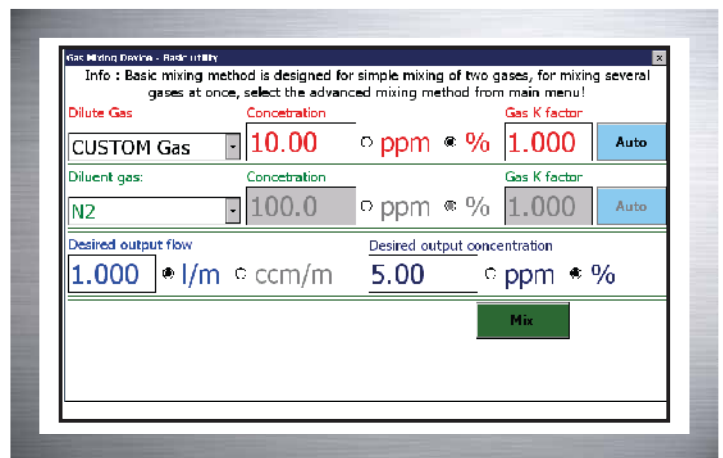 Gas Mixing Device - Basic utility
x
Info : Basic mixing method is designed for simple mixing of two gases, for mixing several
gases at once, select the advanced mixing method from main menu!
Dilute Gas Concetration Gas K factor
CUSTOM Gas 10.00 ppm % 1.000 Auto
Diluent gas: Concetration Gas K factor
N2 100.0 ppm % 1.000 Auto
Desired output flow Desired output concentration
1.000 l/m ccm/m 5.00 ppm %
Mix